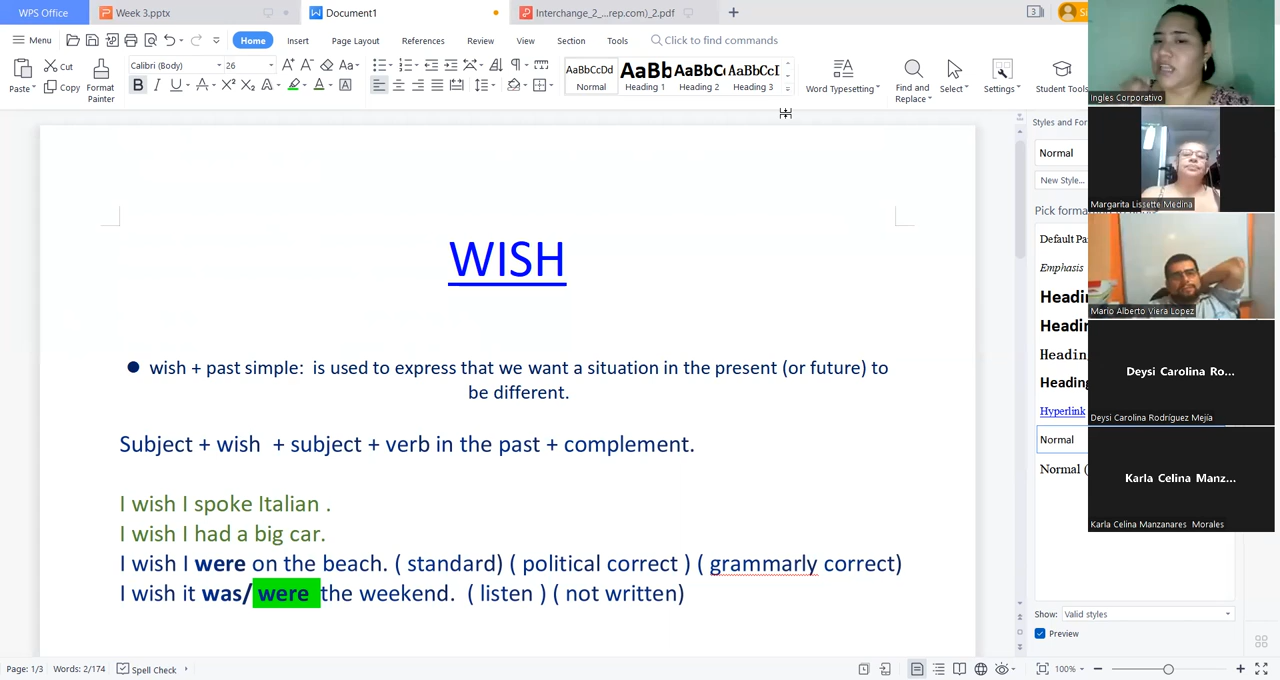 WPS Office
Week 3.pptx
Document1
Interchange_2_...rep.com)_2.pdf
3
Menu
Home
Insert
Page Layout
References
Review
View
Section
Tools
Click to find commands
Paste
Cut
Copy
Format Painter
Calibri (Body)
26
AaBbCcDd
Normal
AaBb
Heading 1
AaBbC
Heading 2
AaBbCcI
Heading 3
Word Typesetting
Find and Replace
Select
Settings
Student Tools
Ingles Corporativo
Margarita Lissette Medina
Mario Alberto Viera Lopez
Deysi Carolina Ro...
Deysi Carolina Rodríguez Mejía
Karla Celina Manz...
Karla Celina Manzanares Morales
WISH
● wish + past simple: is used to express that we want a situation in the present (or future) to
be different.
Subject + wish + subject + verb in the past + complement.
I wish I spoke Italian .
I wish I had a big car.
I wish I were on the beach. ( standard) ( political correct ) ( grammarly correct)
I wish it was/ were the weekend. ( listen ) ( not written)
Styles and For
Normal
New Style...
Pick
Default Pa
Emphasis
Headi
Headi
Heading
Headi
Hyperlink
Normal
Normal (
Show: Valid styles
Preview
Page: 1/3
Words: 2/174
Spell Check
100%